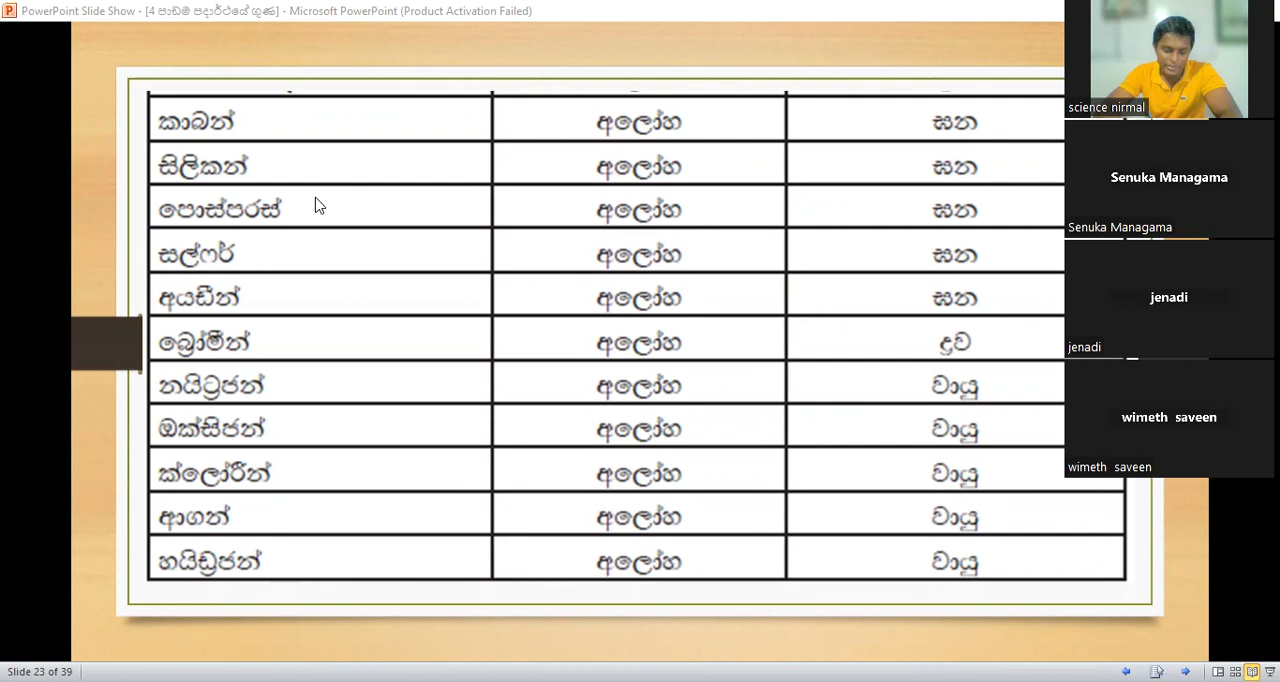 PowerPoint Slide Show - [4 පාඩම පදාර්ථයේ ගුණ] - Microsoft PowerPoint (Product Activation Failed)
කාබන් අලෝහ ඝන
සිලිකන් අලෝහ ඝන
පොස්පරස් අලෝහ ඝන
සල්ෆර් අලෝහ ඝන
අයඩීන් අලෝහ ඝන
බ්‍රෝමීන් අලෝහ ද්‍රව
නයිට්‍රජන් අලෝහ වායු
ඔක්සිජන් අලෝහ වායු
ක්ලෝරීන් අලෝහ වායු
ආගන් අලෝහ වායු
හයිඩ්‍රජන් අලෝහ වායු
science nirmal
Senuka Managama
Senuka Managama
jenadi
jenadi
wimeth saveen
wimeth saveen
Slide 23 of 39